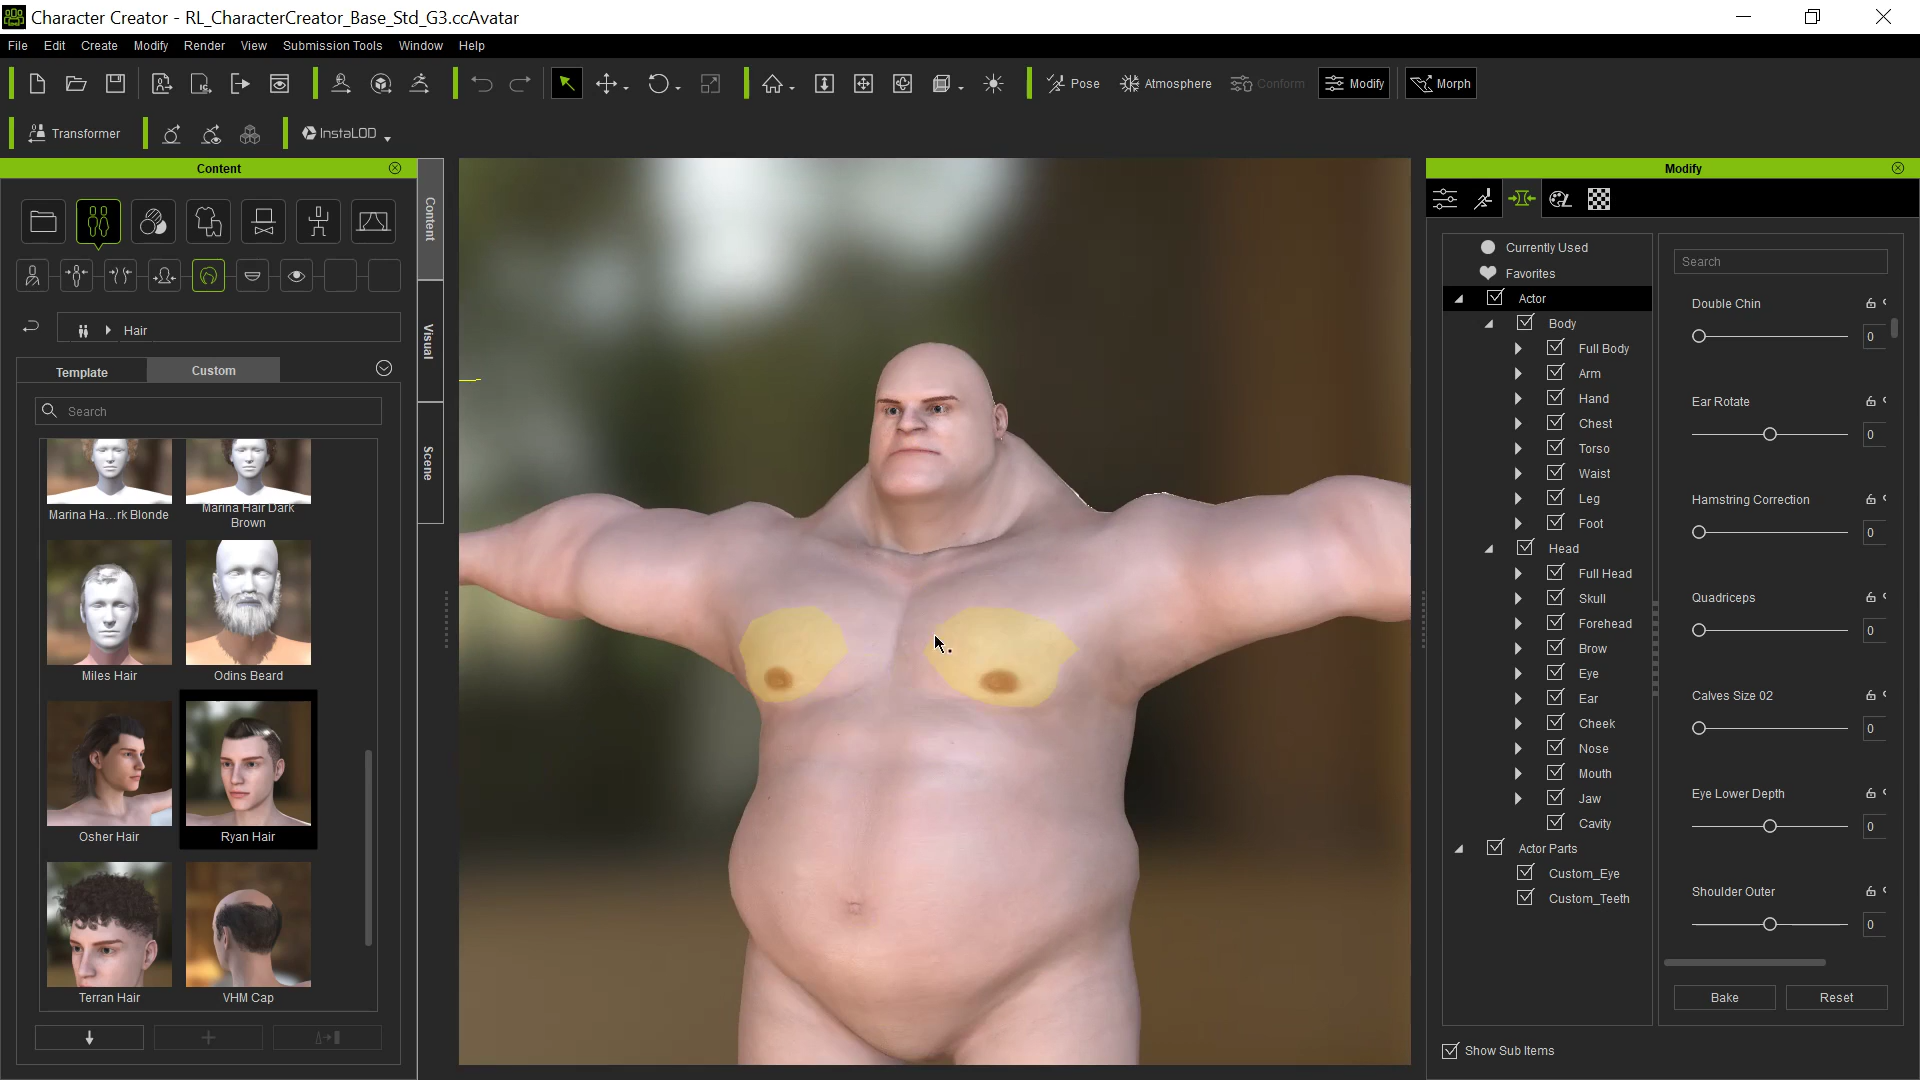 Character Creator - RL_CharacterCreator_Base_Std_G3.ccAvatar
File Edit Create Modify Render View Submission Tools Window Help
Pose Atmosphere Conform Modify Morph
Transformer InstaLOD
Content
Hair
Template Custom
Search
Marina Ha...rk Blonde
Marina Hair Dark
Brown
Miles Hair
Odins Beard
Osher Hair
Ryan Hair
Terran Hair
VHM Cap
Content
Visual
Scene
Modify
Currently Used
Favorites
Actor
Body
Full Body
Arm
Hand
Chest
Torso
Waist
Leg
Foot
Head
Full Head
Skull
Forehead
Brow
Eye
Ear
Cheek
Nose
Mouth
Jaw
Cavity
Actor Parts
Custom_Eye
Custom_Teeth
Show Sub Items
Search
Double Chin
0
Ear Rotate
0
Hamstring Correction
0
Quadriceps
0
Calves Size 02
0
Eye Lower Depth
0
Shoulder Outer
0
Bake Reset